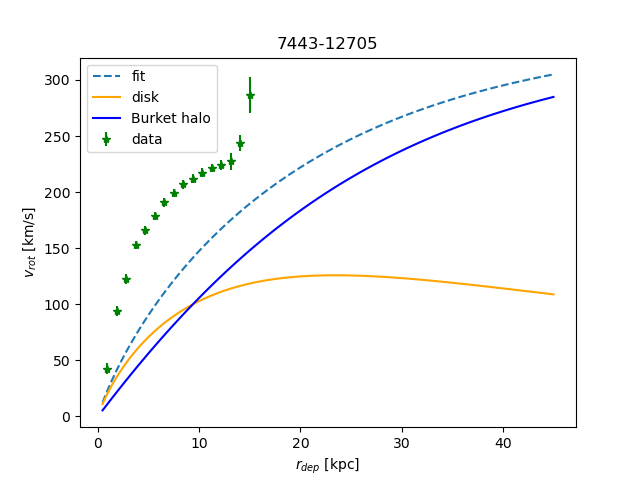 7443-12705
fit
disk
Burket halo
data
300
250
200
150
100
50
0
v_rot [km/s]
0 10 20 30 40
r_dep [kpc]